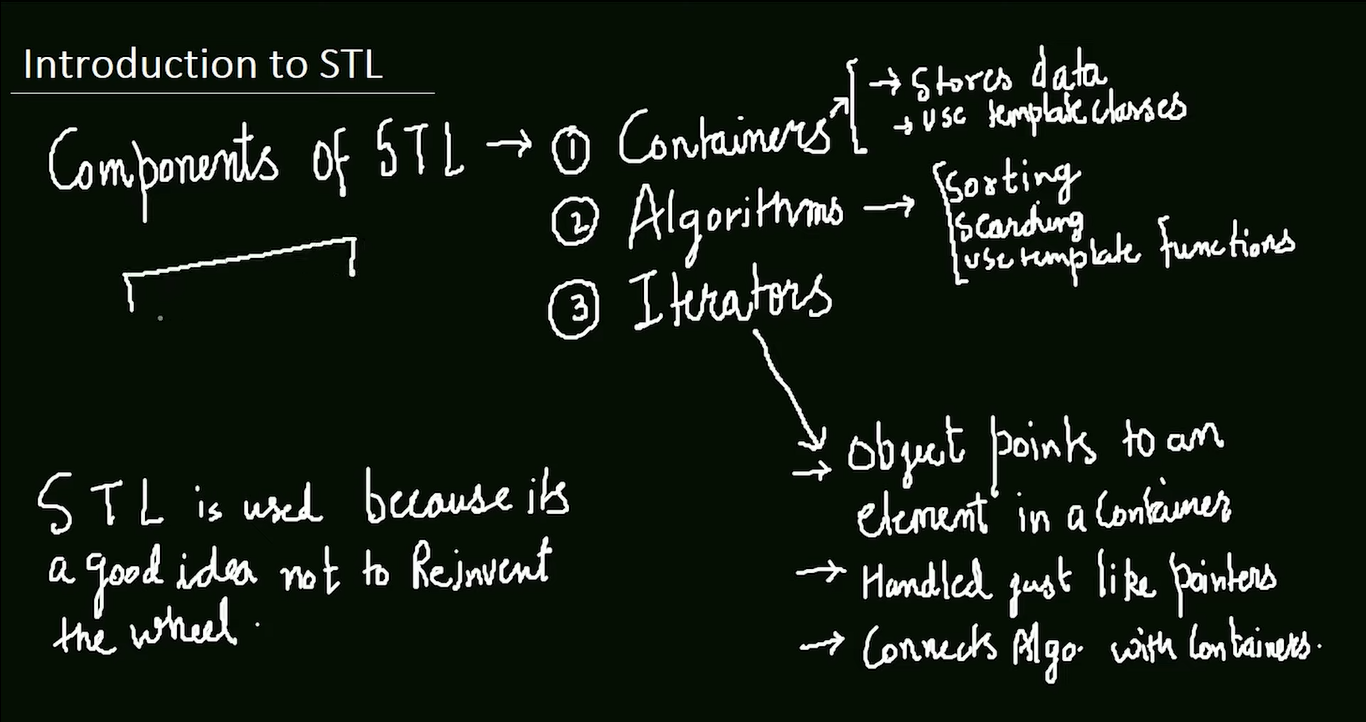 Introduction to STL
Components of STL → ① Containers
→ Stores data
→ use template classes
② Algorithms →
Sorting
Searching
use template functions
③ Iterators
→ Object points to an
element in a Container
→ Handled just like pointers
→ Connects Algo. with Containers.
STL is used because its
a good idea not to Reinvent
the wheel.